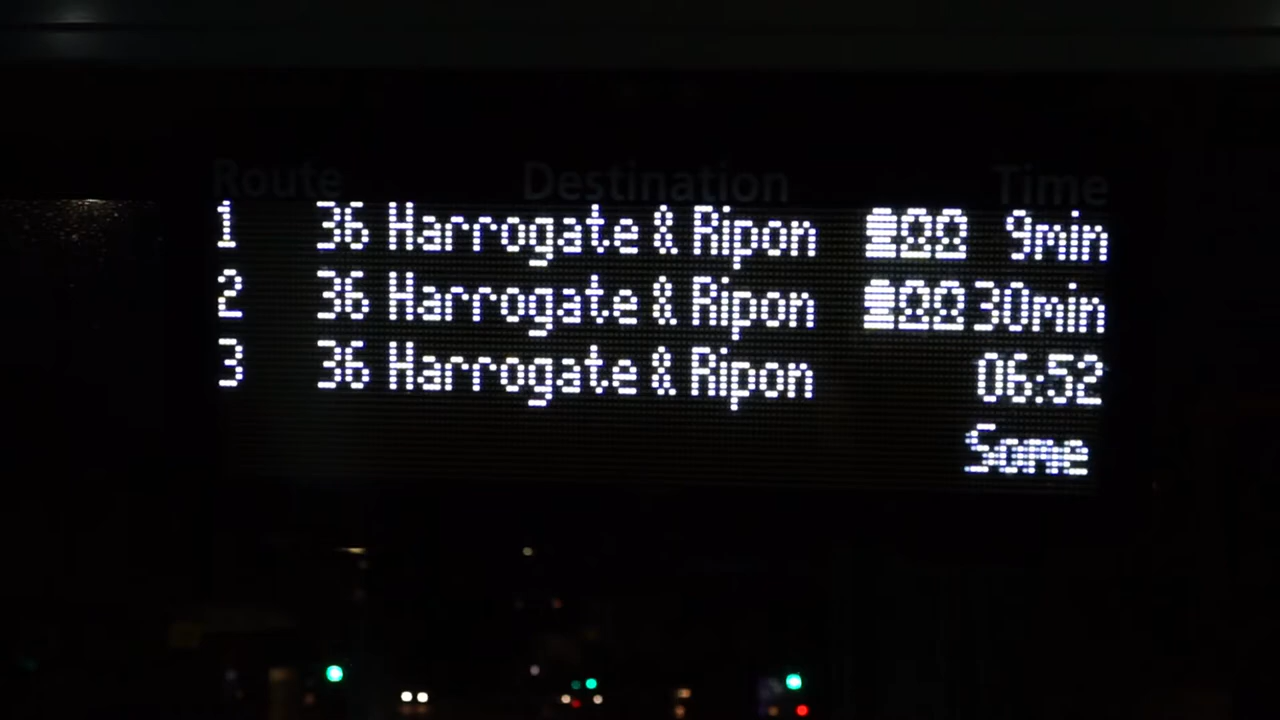 Route Destination Time
1 36 Harrogate & Ripon 9min
2 36 Harrogate & Ripon 30min
3 36 Harrogate & Ripon 06:52
Some